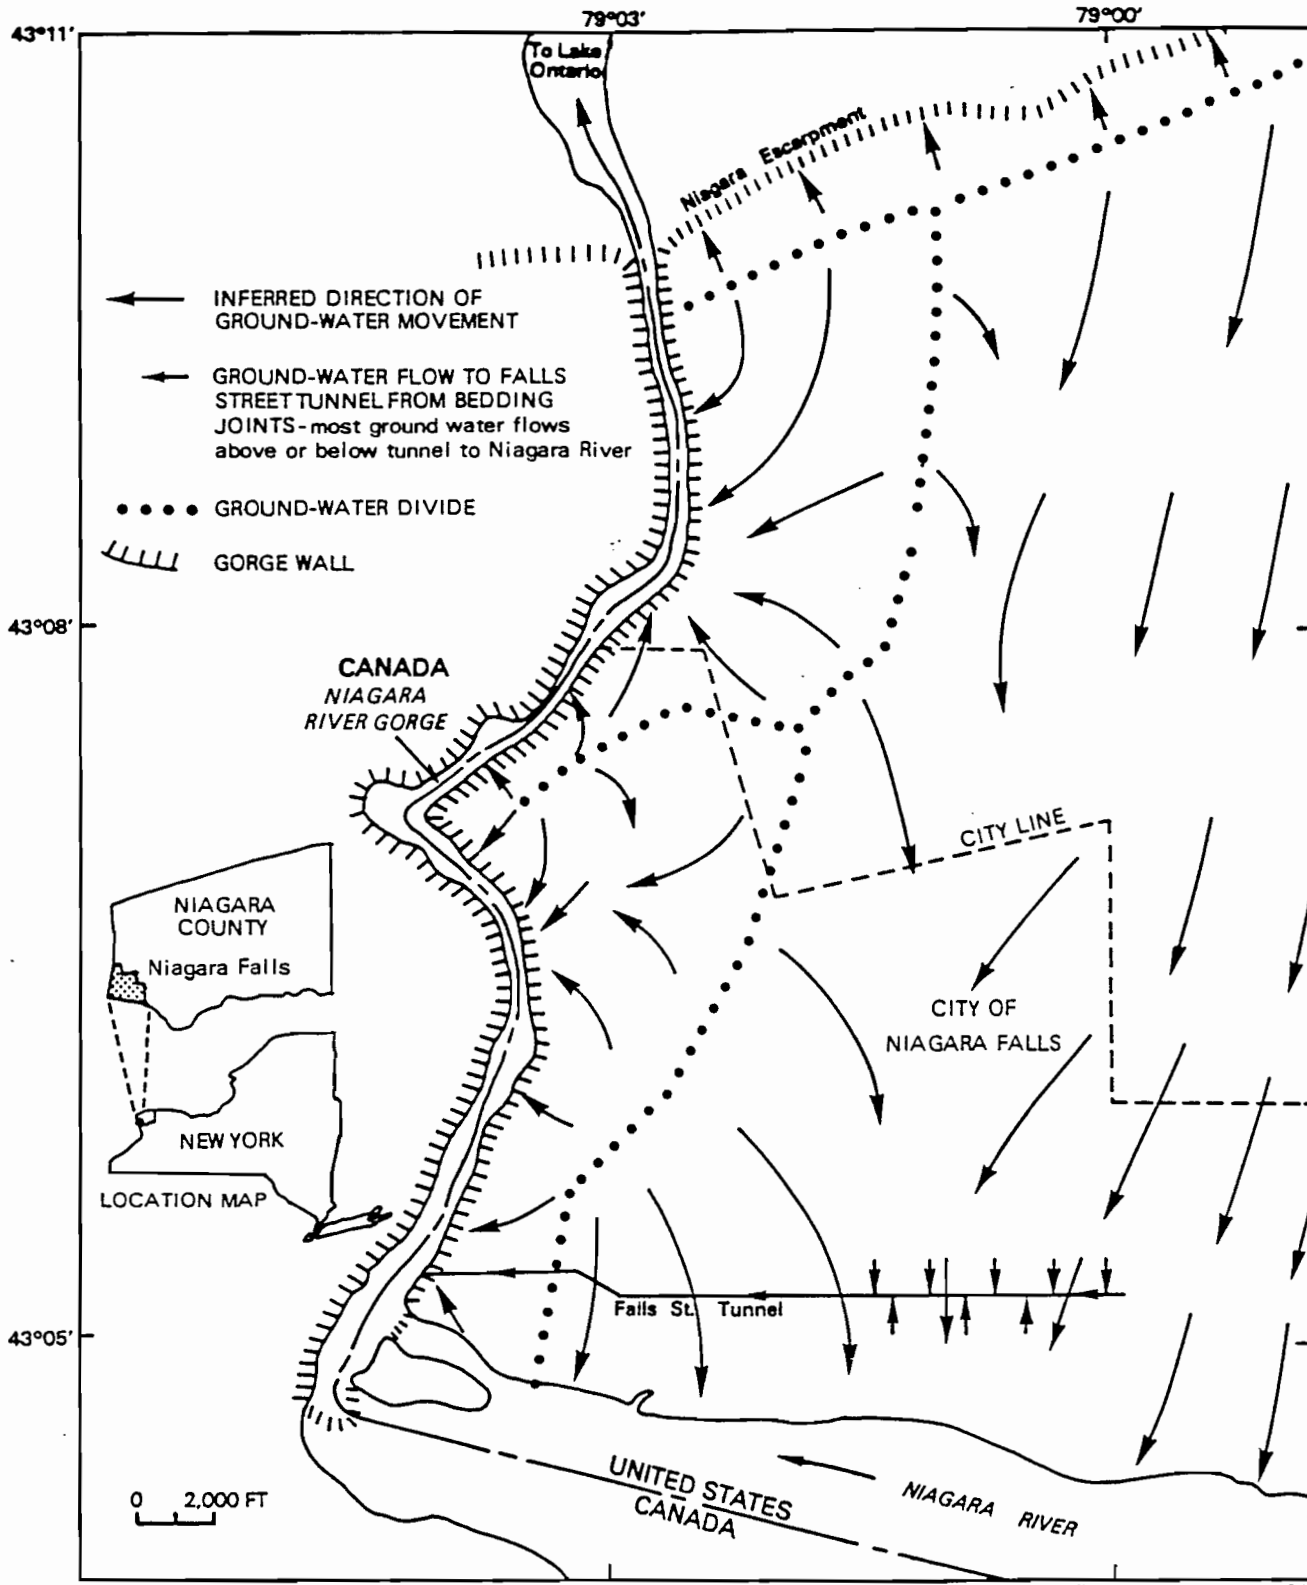 79°03'
79°00'
43°11'
To Lake
Ontario
Niagara Escarpment
INFERRED DIRECTION OF
GROUND-WATER MOVEMENT
GROUND-WATER FLOW TO FALLS
STREET TUNNEL FROM BEDDING
JOINTS-most ground water flows
above or below tunnel to Niagara River
GROUND-WATER DIVIDE
GORGE WALL
43°08'
CANADA
NIAGARA
RIVER GORGE
CITY LINE
NIAGARA
COUNTY
Niagara Falls
CITY OF
NIAGARA FALLS
NEW YORK
LOCATION MAP
Falls St. Tunnel
43°05'
0 2,000 FT
UNITED STATES
CANADA
NIAGARA RIVER